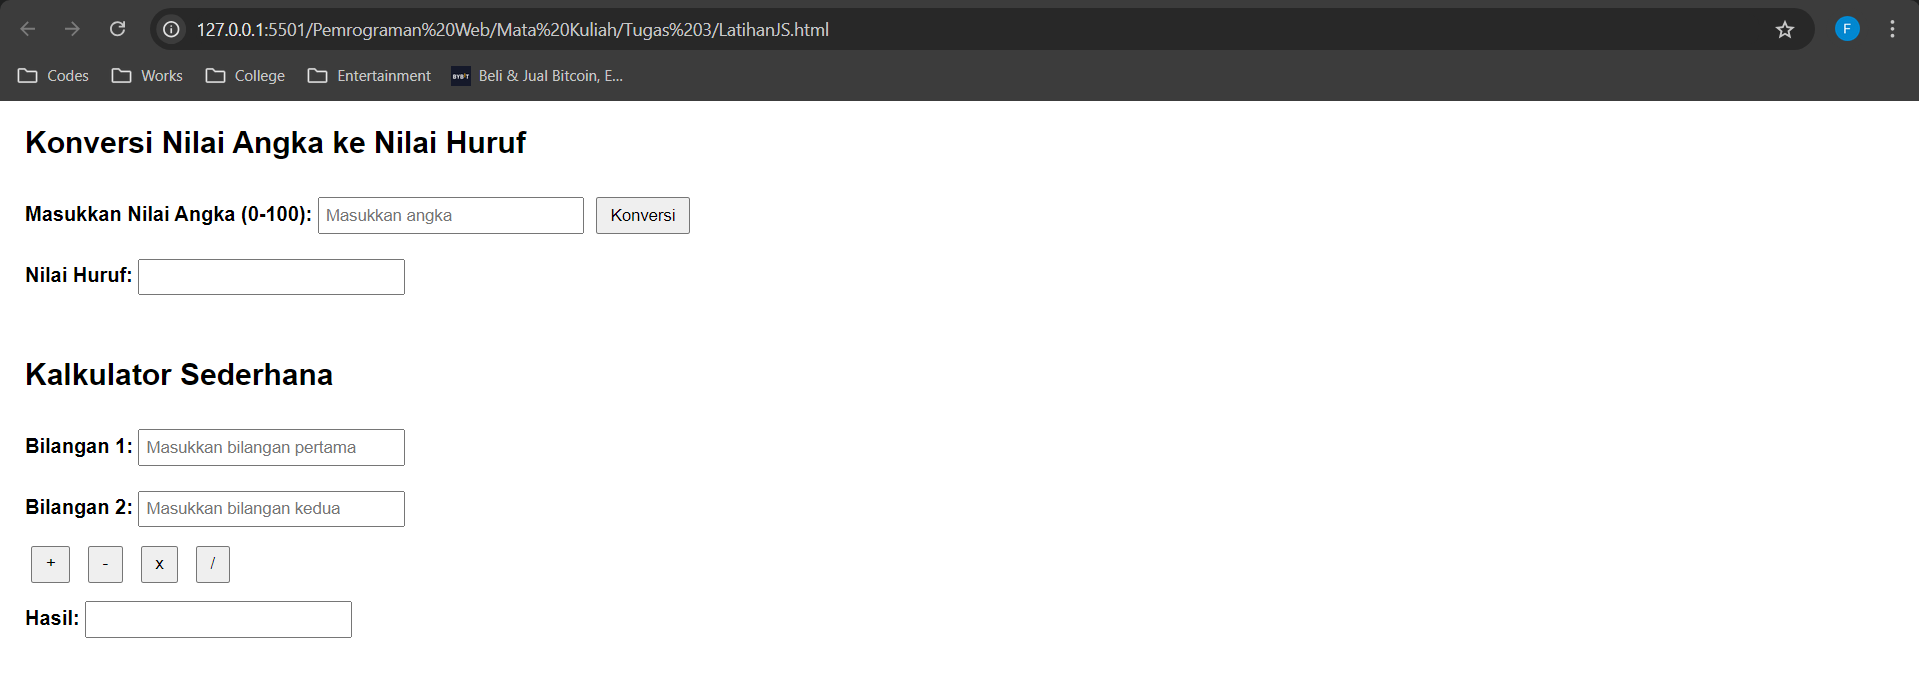 127.0.0.1:5501/Pemrograman%20Web/Mata%20Kuliah/Tugas%203/LatihanJS.html F
Codes Works College Entertainment BYBIT Beli & Jual Bitcoin, E...
Konversi Nilai Angka ke Nilai Huruf
Masukkan Nilai Angka (0-100): Masukkan angka Konversi
Nilai Huruf:
Kalkulator Sederhana
Bilangan 1: Masukkan bilangan pertama
Bilangan 2: Masukkan bilangan kedua
+ - x /
Hasil: